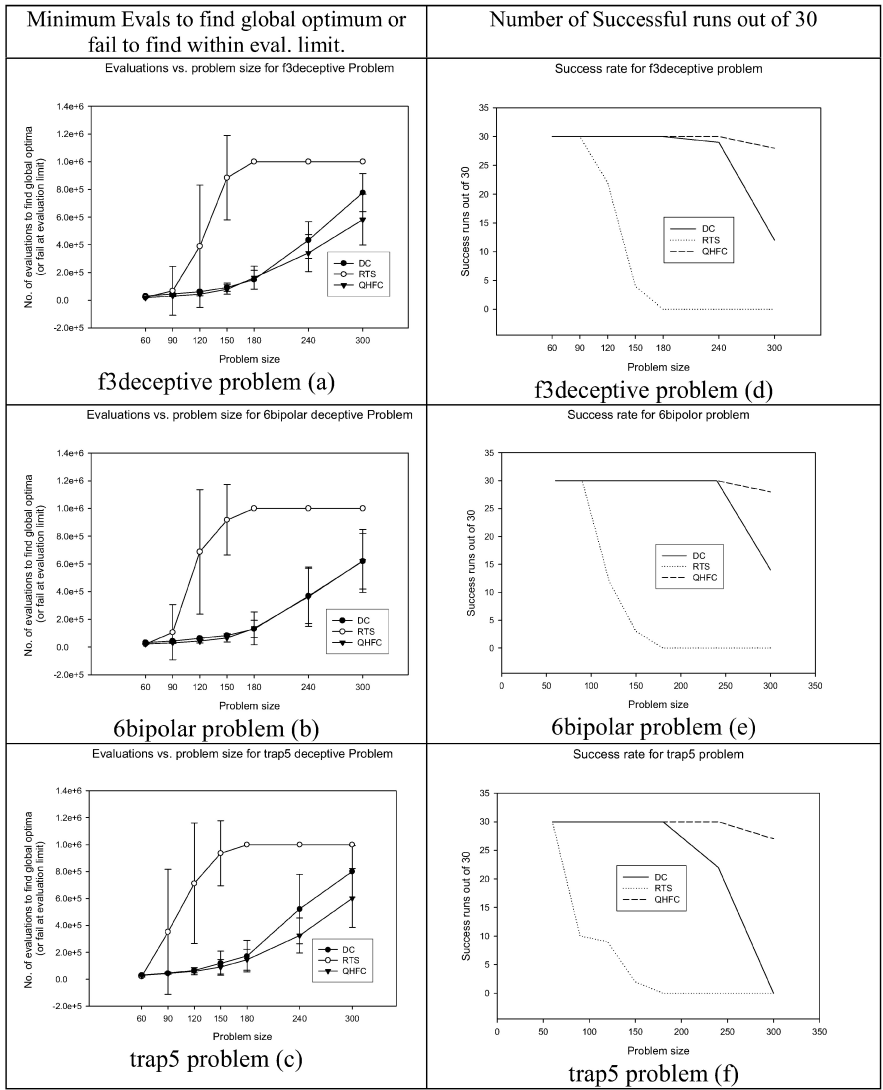 Minimum Evals to find global optimum or
fail to find within eval. limit.
Number of Successful runs out of 30
Evaluations vs. problem size for f3deceptive Problem
No. of evaluations to find global optima
(or fail at evaluation limit)
1.4e+6
1.2e+6
1.0e+6
8.0e+5
6.0e+5
4.0e+5
2.0e+5
0.0
-2.0e+5
60 90 120 150 180 240 300
Problem size
DC
RTS
QHFC
f3deceptive problem (a)
Success rate for f3deceptive problem
Success runs out of 30
35
30
25
20
15
10
5
0
60 90 120 150 180 240 300
Problem size
DC
RTS
QHFC
f3deceptive problem (d)
Evaluations vs. problem size for 6bipolar deceptive Problem
No. of evaluations to find global optima
(or fail at evaluation limit)
1.4e+6
1.2e+6
1.0e+6
8.0e+5
6.0e+5
4.0e+5
2.0e+5
0.0
-2.0e+5
60 90 120 150 180 240 300
Problem size
DC
RTS
QHFC
6bipolar problem (b)
Success rate for 6bipolor problem
Success runs out of 30
35
30
25
20
15
10
5
0
0 50 100 150 200 250 300 350
Problem size
DC
RTS
QHFC
6bipolar problem (e)
Evaluations vs. problem size for trap5 deceptive Problem
No. of evaluations to find global optima
(or fail at evaluation limit)
1.4e+6
1.2e+6
1.0e+6
8.0e+5
6.0e+5
4.0e+5
2.0e+5
0.0
-2.0e+5
60 90 120 150 180 240 300
Problem size
DC
RTS
QHFC
trap5 problem (c)
Success rate for trap5 problem
Success runs out of 30
35
30
25
20
15
10
5
0
0 50 100 150 200 250 300 350
Problem size
DC
RTS
QHFC
trap5 problem (f)